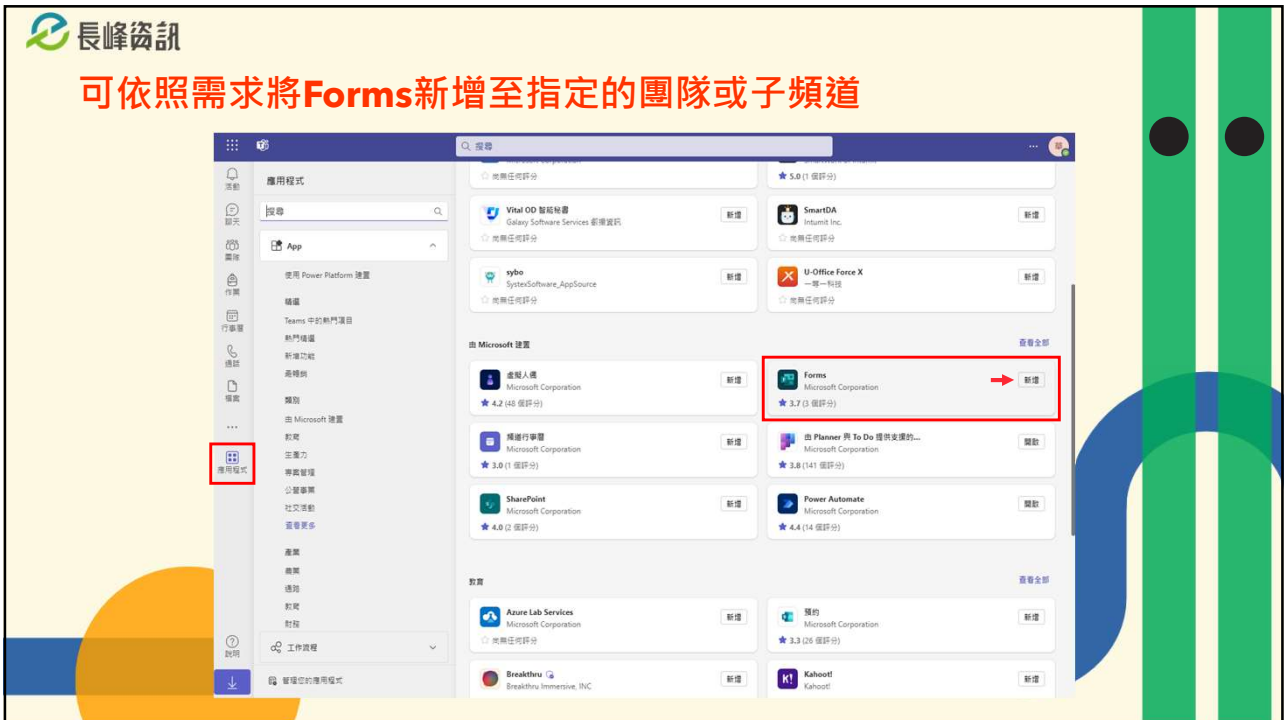 長峰資訊
可依照需求將Forms新增至指定的團隊或子頻道
搜尋
活動
聊天
團隊
作業
行事曆
通話
檔案
應用程式
說明
應用程式
搜尋
App
使用 Power Platform 建置
精選
Teams 中的熱門項目
熱門精選
新增功能
最暢銷
類別
由 Microsoft 建置
教育
生產力
專案管理
公營事業
社交活動
查看更多
產業
商業
通路
教育
財務
工作流程
管理您的應用程式
尚無任何評分
5.0 (1 個評分)
Vital OD 智能秘書
新增
Galaxy Software Services 叡揚資訊
尚無任何評分
SmartDA
新增
Intumit Inc.
尚無任何評分
sybo
新增
SystexSoftware_AppSource
尚無任何評分
U-Office Force X
新增
一等一科技
尚無任何評分
由 Microsoft 建置
查看全部
虛擬人偶
新增
Microsoft Corporation
4.2 (48 個評分)
Forms
新增
Microsoft Corporation
3.7 (3 個評分)
頻道行事曆
新增
Microsoft Corporation
3.0 (1 個評分)
由 Planner 與 To Do 提供支援的...
開啟
Microsoft Corporation
3.8 (141 個評分)
SharePoint
新增
Microsoft Corporation
4.0 (2 個評分)
Power Automate
開啟
Microsoft Corporation
4.4 (14 個評分)
教育
查看全部
Azure Lab Services
新增
Microsoft Corporation
尚無任何評分
預約
新增
Microsoft Corporation
3.3 (26 個評分)
Breakthru
新增
Breakthru Immersive, INC
Kahoot!
新增
Kahoot!